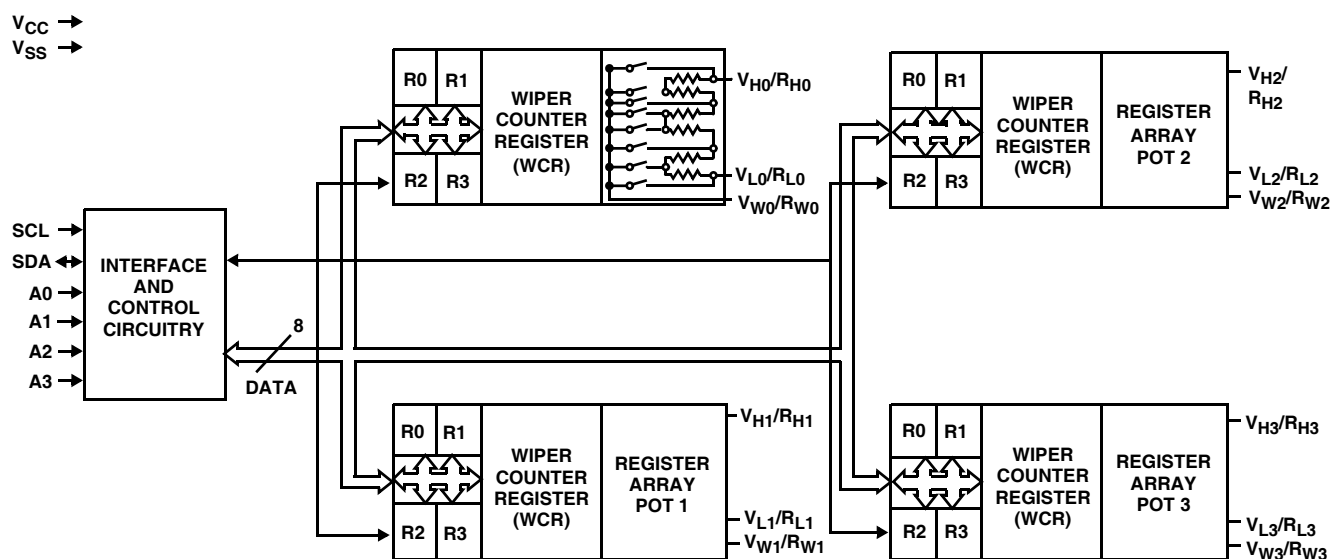 VCC
VSS
R0 R1
R2 R3
WIPER
COUNTER
REGISTER
(WCR)
VH0/RH0
VL0/RL0
VW0/RW0
R0 R1
R2 R3
WIPER
COUNTER
REGISTER
(WCR)
REGISTER
ARRAY
POT 2
VH2/
RH2
VL2/RL2
VW2/RW2
SCL
SDA
A0
A1
A2
A3
INTERFACE
AND
CONTROL
CIRCUITRY
8
DATA
R0 R1
R2 R3
WIPER
COUNTER
REGISTER
(WCR)
REGISTER
ARRAY
POT 1
VH1/RH1
VL1/RL1
VW1/RW1
R0 R1
R2 R3
WIPER
COUNTER
REGISTER
(WCR)
REGISTER
ARRAY
POT 3
VH3/RH3
VL3/RL3
VW3/RW3